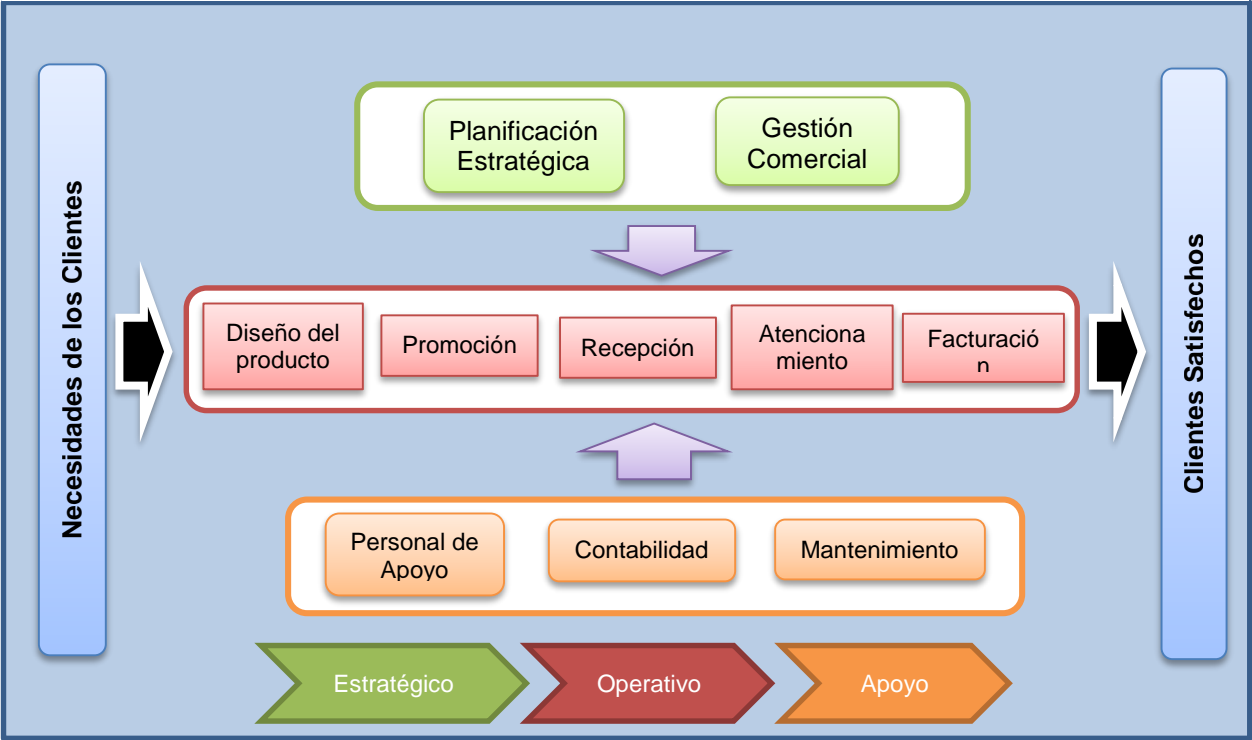 Necesidades de los Clientes
Planificación
Estratégica
Gestión
Comercial
Diseño del
producto
Promoción
Recepción
Atenciona
miento
Facturació
n
Personal de
Apoyo
Contabilidad
Mantenimiento
Estratégico
Operativo
Apoyo
Clientes Satisfechos